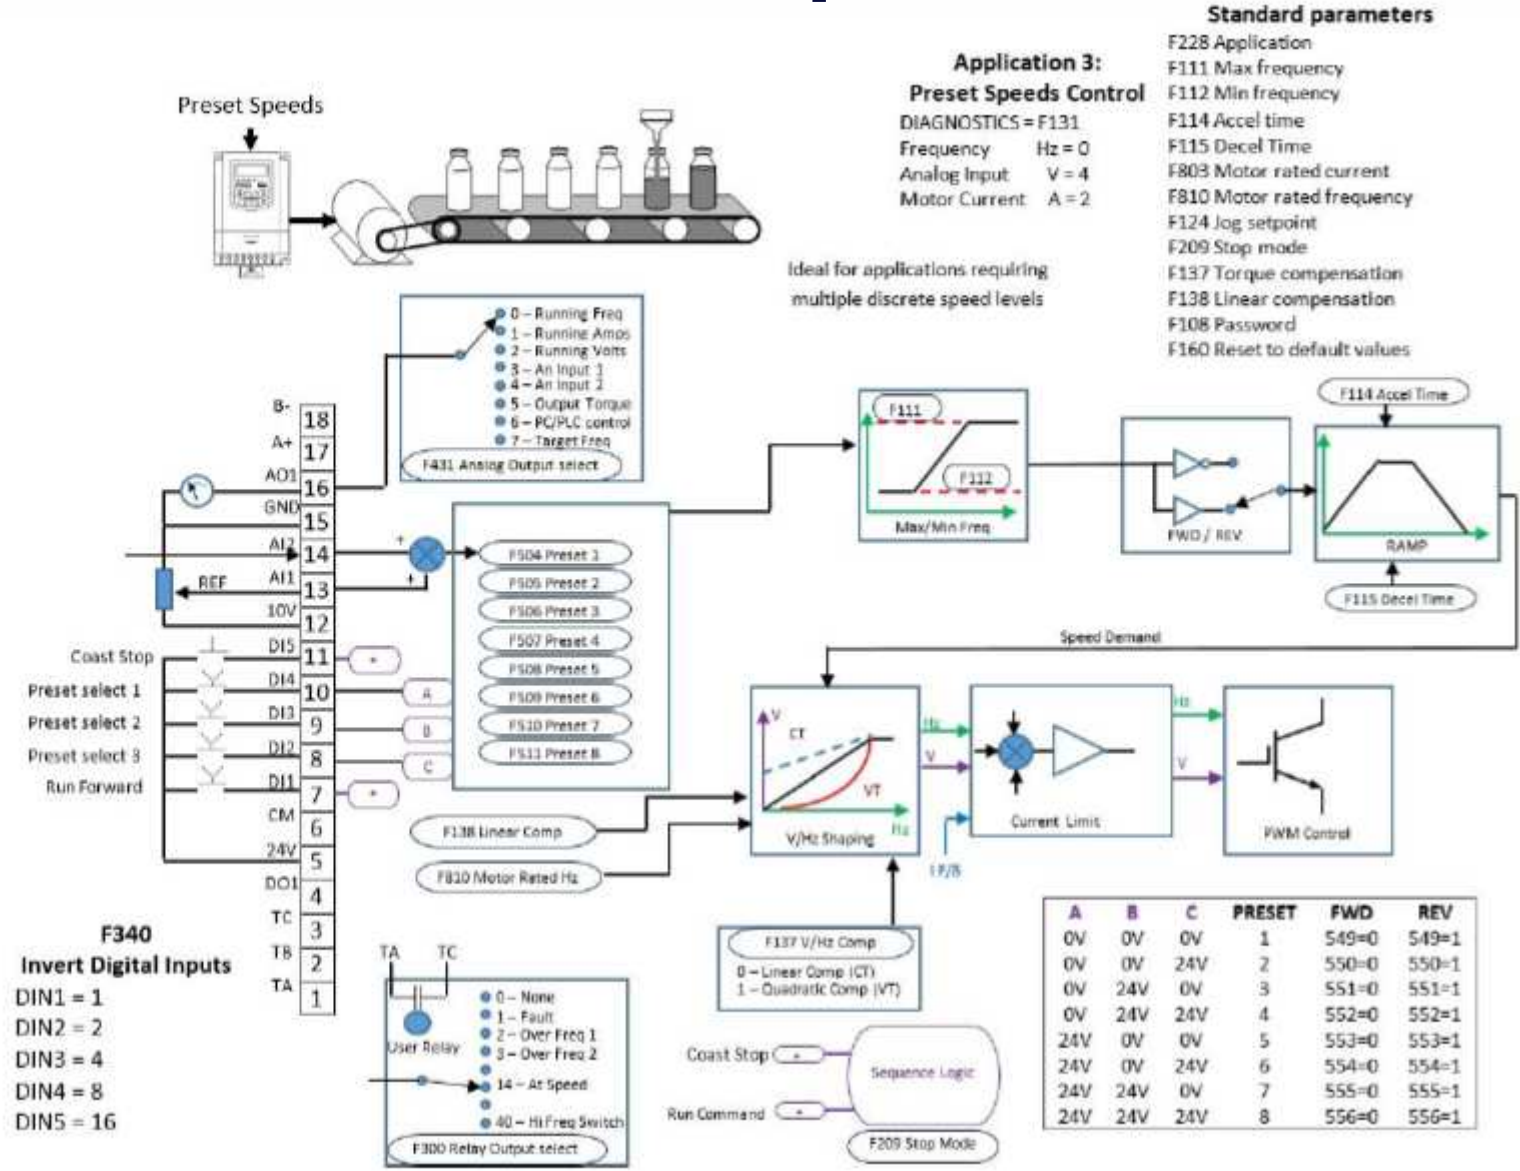 Standard parameters
F228 Application
F111 Max frequency
F112 Min frequency
F114 Accel time
F115 Decel Time
F803 Motor rated current
F810 Motor rated frequency
F124 Jog setpoint
F209 Stop mode
F137 Torque compensation
F138 Linear compensation
F108 Password
F160 Reset to default values
Application 3:
Preset Speeds Control
DIAGNOSTICS = F131
Frequency Hz = 0
Analog Input V = 4
Motor Current A = 2
Ideal for applications requiring
multiple discrete speed levels
Preset Speeds
0 – Running Freq
1 – Running Amps
2 – Running Volts
3 – An Input 1
4 – An Input 2
5 – Output Torque
6 – PC/PLC control
7 – Target Freq
F431 Analog Output select
B- 18
A+ 17
AO1 16
GND 15
AI2 14
REF AI1 13
10V 12
Coast Stop DI5 11 *
Preset select 1 DI4 10 A
Preset select 2 DI3 9 B
Preset select 3 DI2 8 C
Run Forward DI1 7 *
CM 6
24V 5
DO1 4
TC 3
TB 2
TA 1
+
+
F504 Preset 1
F505 Preset 2
F506 Preset 3
F507 Preset 4
F508 Preset 5
F509 Preset 6
F510 Preset 7
F511 Preset 8
F111
F112
Max/Min Freq
FWD / REV
F114 Accel Time
RAMP
F115 Decel Time
Speed Demand
V
CT
VT
Hz
V/Hz Shaping
Hz
V
Current Limit
I F/B
Hz
V
PWM Control
F138 Linear Comp
F810 Motor Rated Hz
F137 V/Hz Comp
0 – Linear Comp (CT)
1 – Quadratic Comp (VT)
F340
Invert Digital Inputs
DIN1 = 1
DIN2 = 2
DIN3 = 4
DIN4 = 8
DIN5 = 16
TA TC
User Relay
0 – None
1 – Fault
2 – Over Freq 1
3 – Over Freq 2
14 – At Speed
40 – Hi Freq Switch
F300 Relay Output select
Coast Stop *
Run Command *
Sequence Logic
F209 Stop Mode
A B C PRESET FWD REV
0V 0V 0V 1 549=0 549=1
0V 0V 24V 2 550=0 550=1
0V 24V 0V 3 551=0 551=1
0V 24V 24V 4 552=0 552=1
24V 0V 0V 5 553=0 553=1
24V 0V 24V 6 554=0 554=1
24V 24V 0V 7 555=0 555=1
24V 24V 24V 8 556=0 556=1